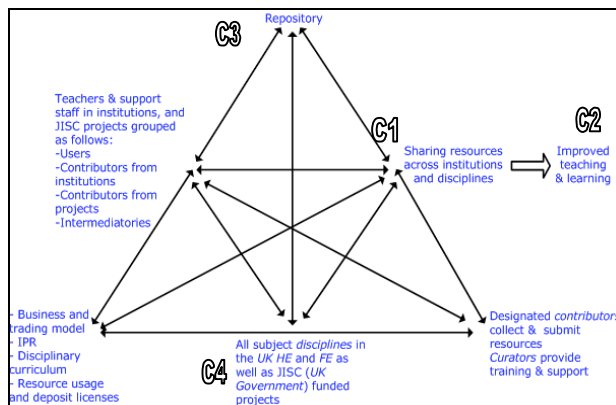 Repository
C3
Teachers & support
staff in institutions, and
JISC projects grouped
as follows:
-Users
-Contributors from
institutions
-Contributors from
projects
-Intermediatories
C1
Sharing resources
across institutions
and disciplines
C2
Improved
teaching
& learning
- Business and
trading model
- IPR
- Disciplinary
curriculum
- Resource usage
and deposit licenses
C4
All subject disciplines in
the UK HE and FE as
well as JISC (UK
Government) funded
projects
Designated contributors
collect & submit
resources
Curators provide
training & support